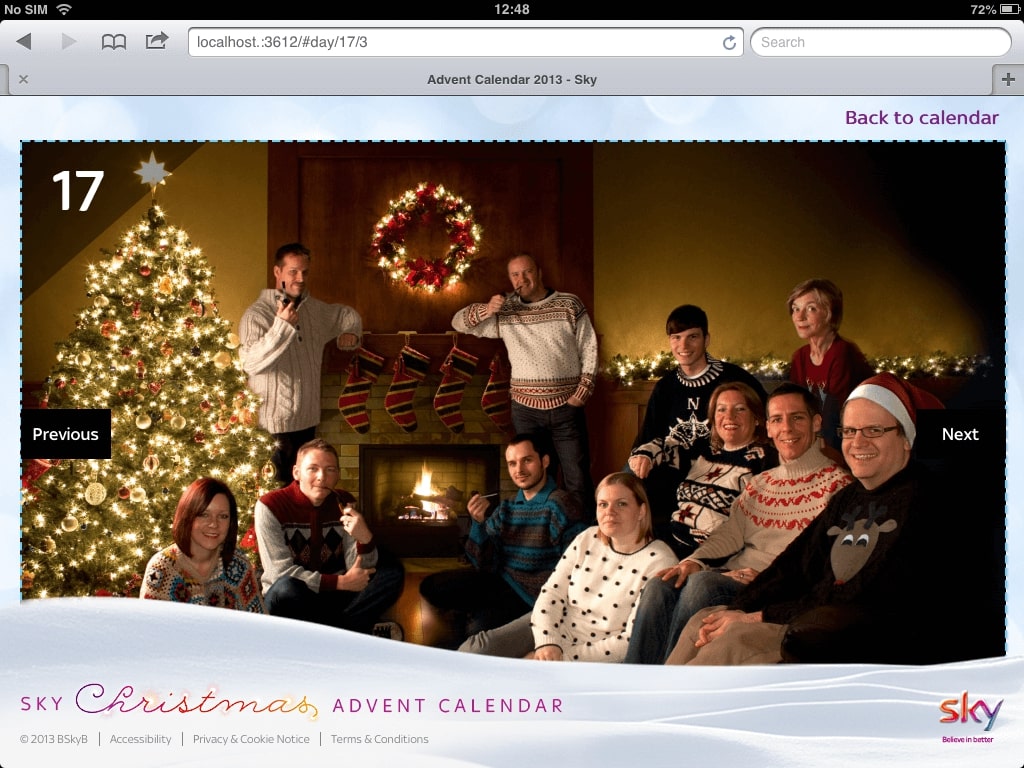 No SIM 12:48 72%
localhost.:3612/#day/17/3
Search
Advent Calendar 2013 - Sky
Back to calendar
17
N
Previous
Next
SKY Christmas ADVENT CALENDAR
sky
Believe in better
© 2013 BSkyB | Accessibility | Privacy & Cookie Notice | Terms & Conditions